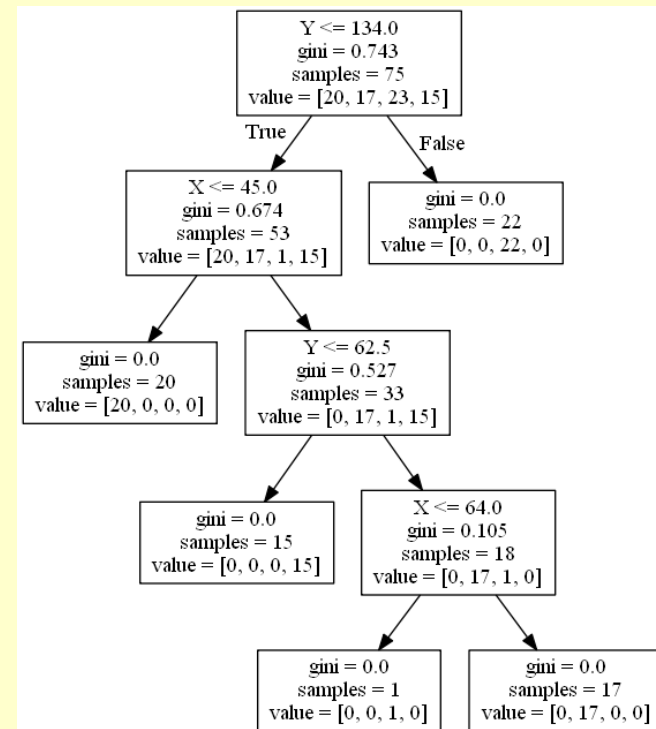 Y <= 134.0
gini = 0.743
samples = 75
value = [20, 17, 23, 15]
True
False
X <= 45.0
gini = 0.674
samples = 53
value = [20, 17, 1, 15]
gini = 0.0
samples = 22
value = [0, 0, 22, 0]
gini = 0.0
samples = 20
value = [20, 0, 0, 0]
Y <= 62.5
gini = 0.527
samples = 33
value = [0, 17, 1, 15]
gini = 0.0
samples = 15
value = [0, 0, 0, 15]
X <= 64.0
gini = 0.105
samples = 18
value = [0, 17, 1, 0]
gini = 0.0
samples = 1
value = [0, 0, 1, 0]
gini = 0.0
samples = 17
value = [0, 17, 0, 0]